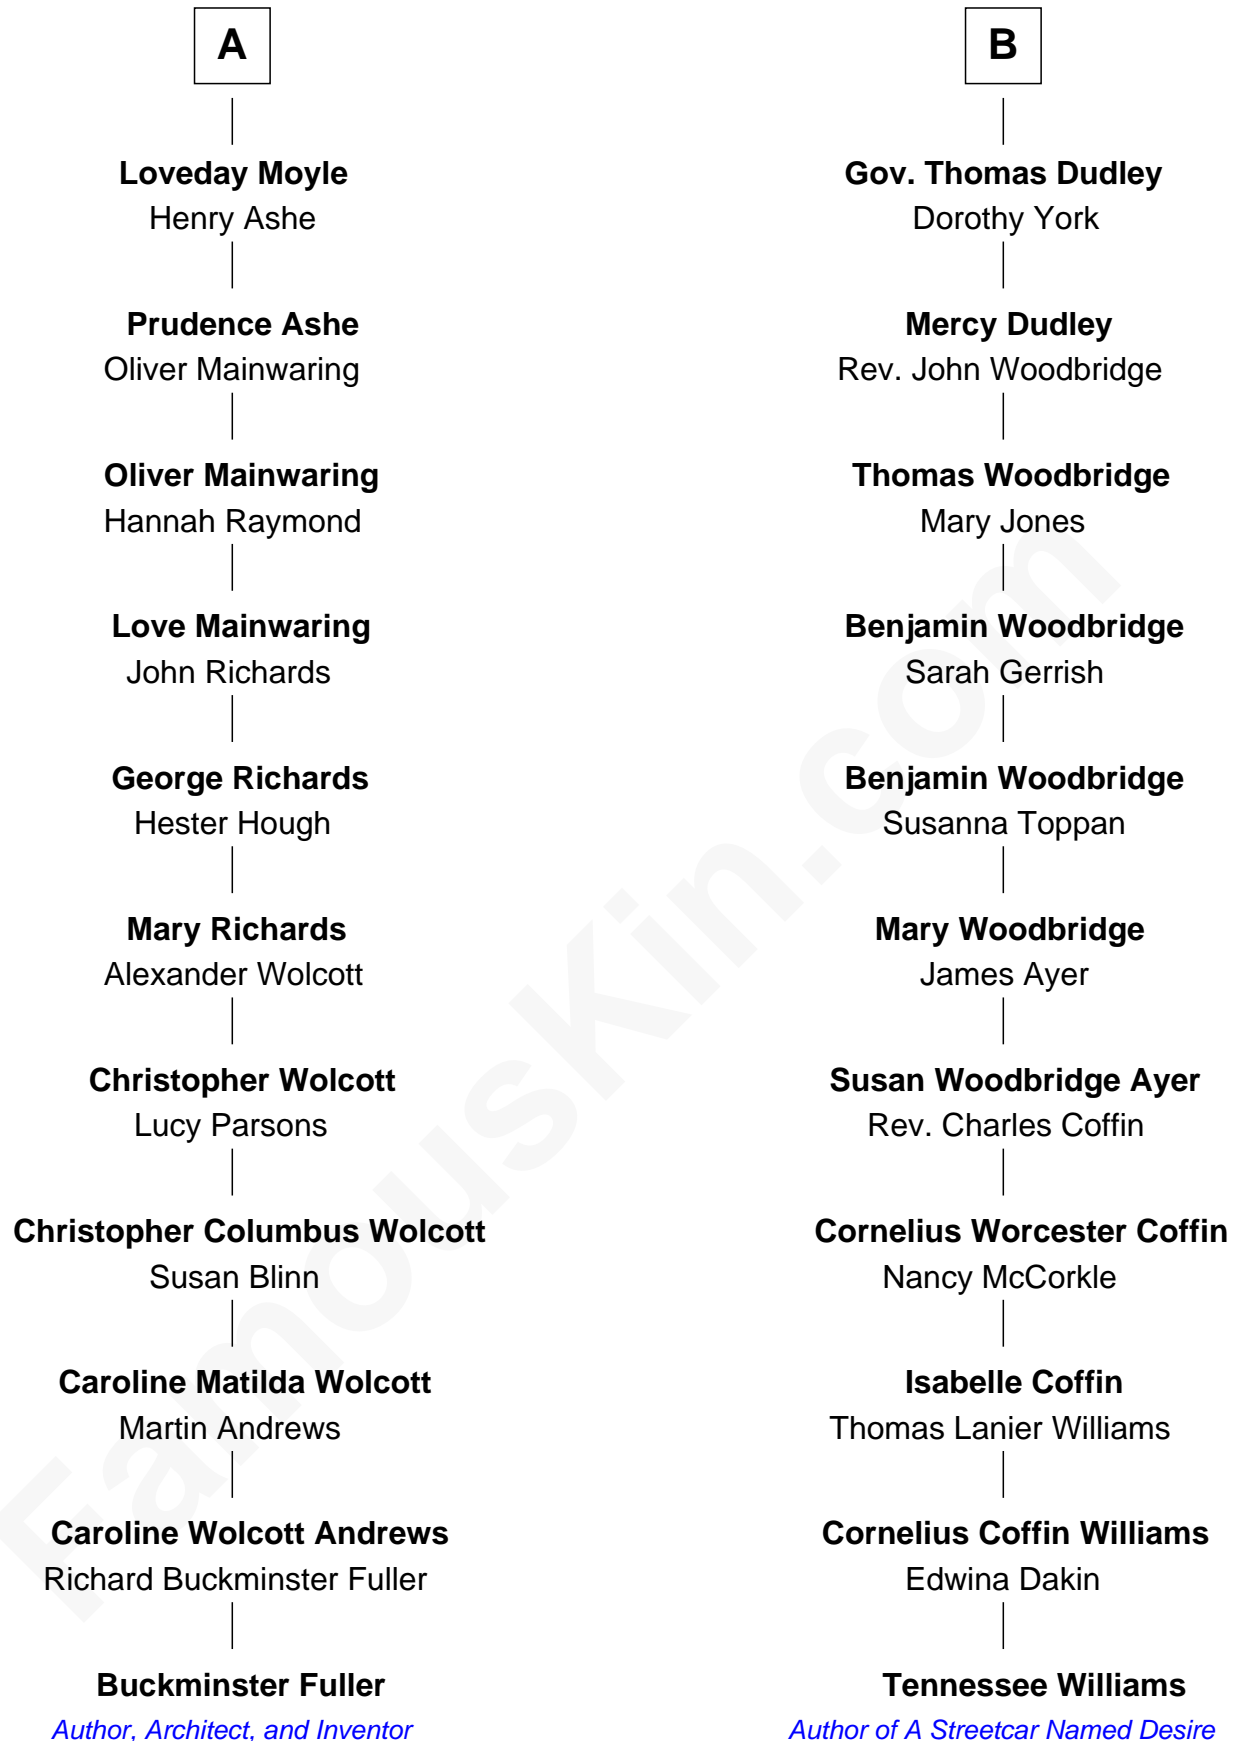 A
Loveday Moyle
Henry Ashe
Prudence Ashe
Oliver Mainwaring
Oliver Mainwaring
Hannah Raymond
Love Mainwaring
John Richards
George Richards
Hester Hough
Mary Richards
Alexander Wolcott
Christopher Wolcott
Lucy Parsons
Christopher Columbus Wolcott
Susan Blinn
Caroline Matilda Wolcott
Martin Andrews
Caroline Wolcott Andrews
Richard Buckminster Fuller
Buckminster Fuller
Author, Architect, and Inventor
B
Gov. Thomas Dudley
Dorothy York
Mercy Dudley
Rev. John Woodbridge
Thomas Woodbridge
Mary Jones
Benjamin Woodbridge
Sarah Gerrish
Benjamin Woodbridge
Susanna Toppan
Mary Woodbridge
James Ayer
Susan Woodbridge Ayer
Rev. Charles Coffin
Cornelius Worcester Coffin
Nancy McCorkle
Isabelle Coffin
Thomas Lanier Williams
Cornelius Coffin Williams
Edwina Dakin
Tennessee Williams
Author of A Streetcar Named Desire
FamousKin.com